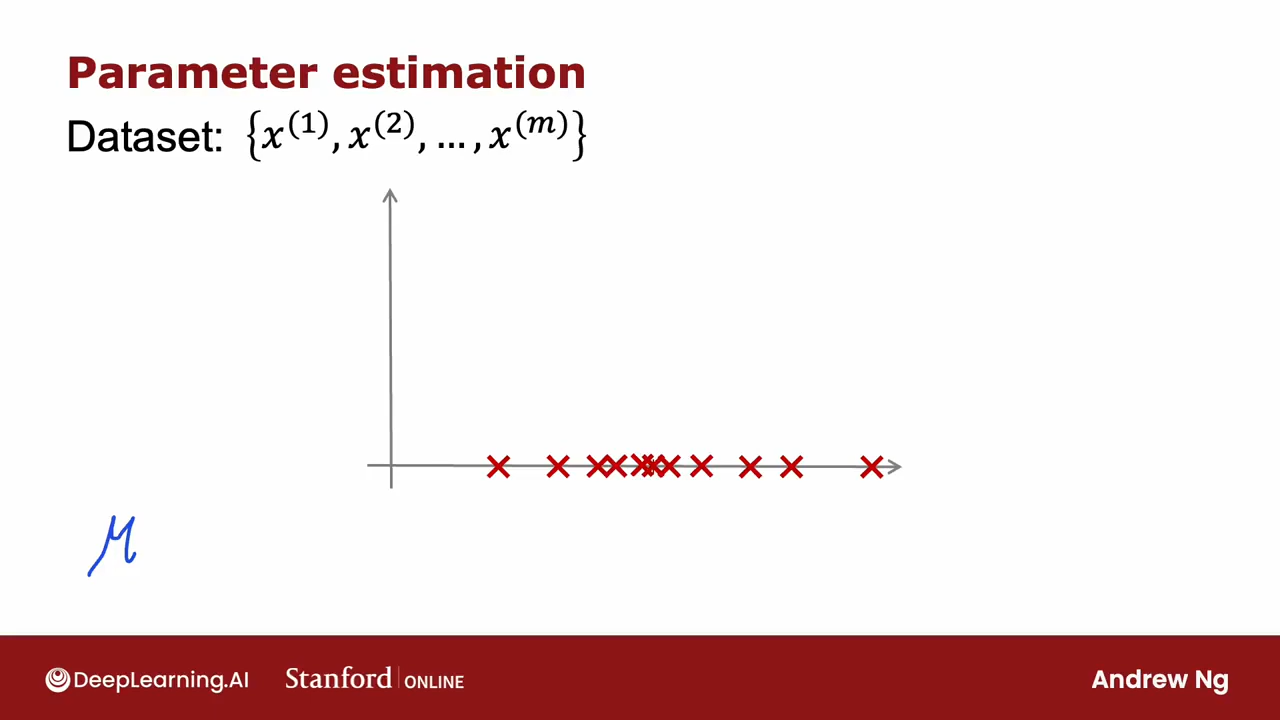 Parameter estimation
Dataset: {x^(1), x^(2), ..., x^(m)}
μ
DeepLearning.AI Stanford | ONLINE Andrew Ng